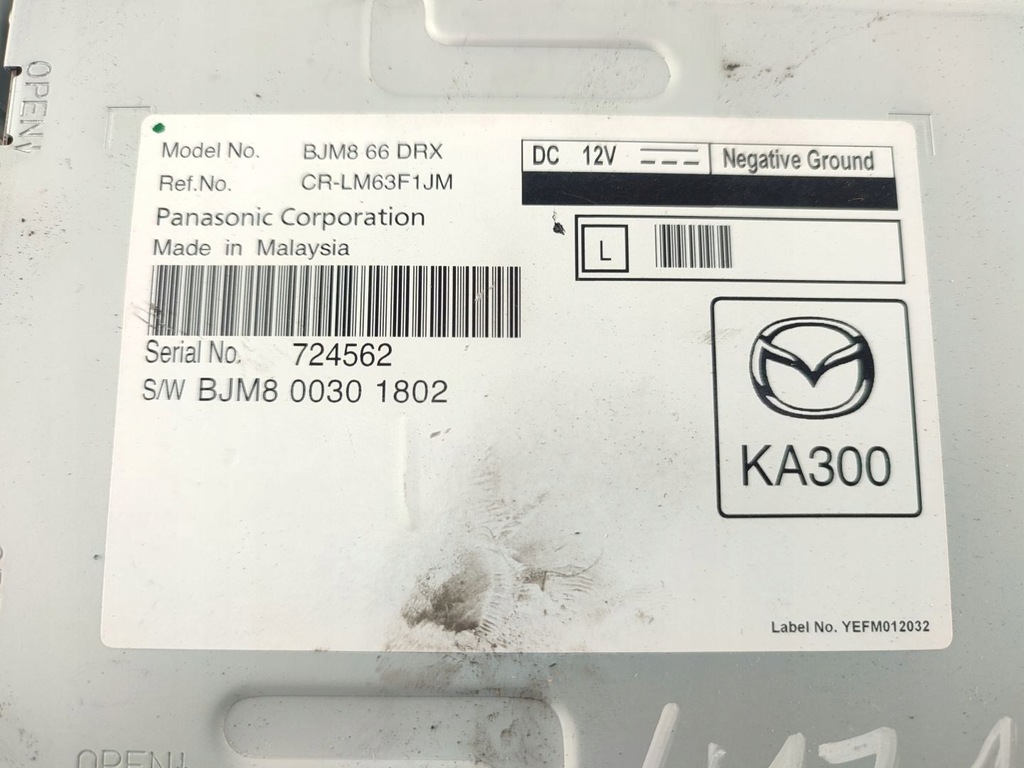 OPEN
Model No. BJM8 66 DRX
Ref.No. CR-LM63F1JM
Panasonic Corporation
Made in Malaysia
DC 12V
Negative Ground
L
Serial No. 724562
S/W BJM8 0030 1802
KA300
Label No. YEFM012032
OPEN